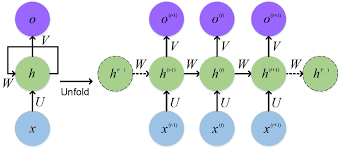 o o^(t-1) o^(t) o^(t+1)
V V V V
W h h^(t-1) W h^(t) W h^(t+1) W
U Unfold U U U
x x^(t-1) x^(t) x^(t+1)